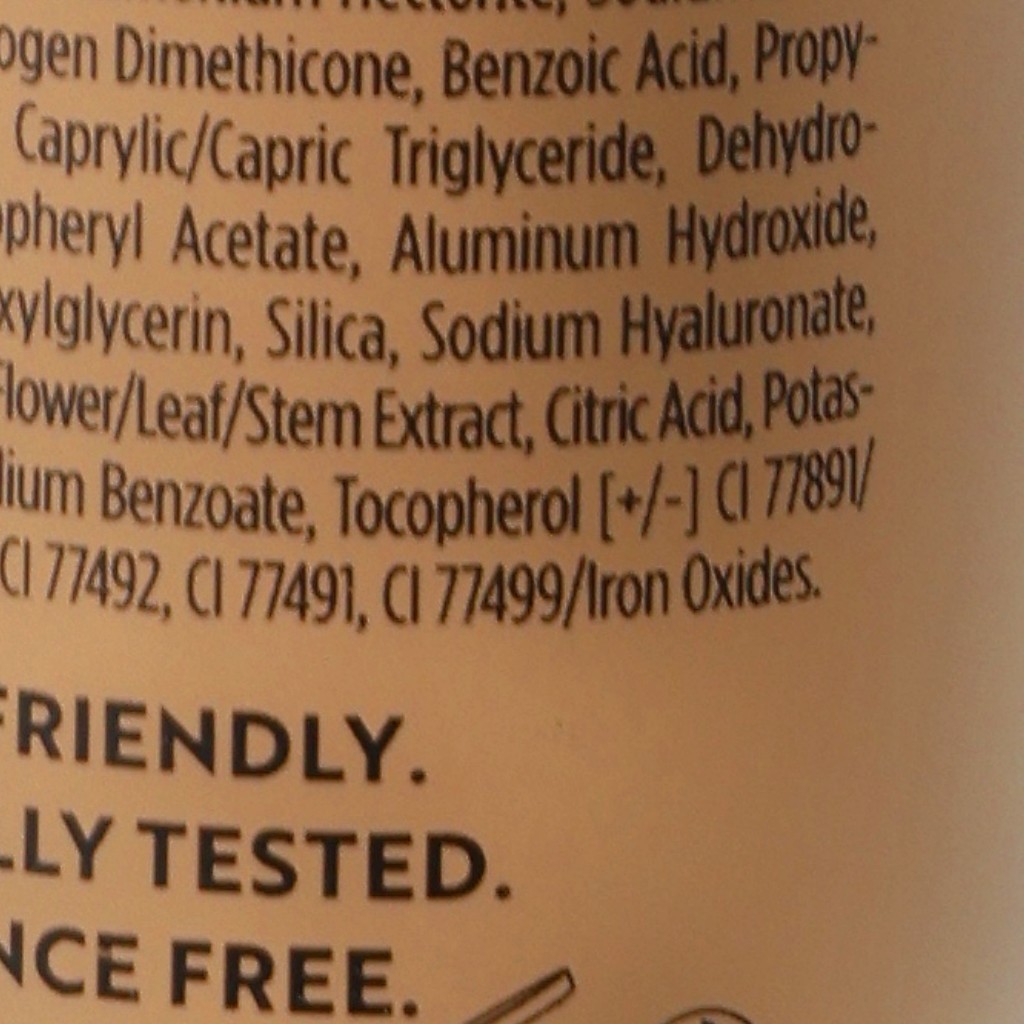 ogen Dimethicone, Benzoic Acid, Propy-
Caprylic/Capric Triglyceride, Dehydro-
opheryl Acetate, Aluminum Hydroxide,
xylglycerin, Silica, Sodium Hyaluronate,
Flower/Leaf/Stem Extract, Citric Acid, Potas-
lium Benzoate, Tocopherol [+/-] CI 77891/
CI 77492, CI 77491, CI 77499/Iron Oxides.
FRIENDLY.
LLY TESTED.
NCE FREE.